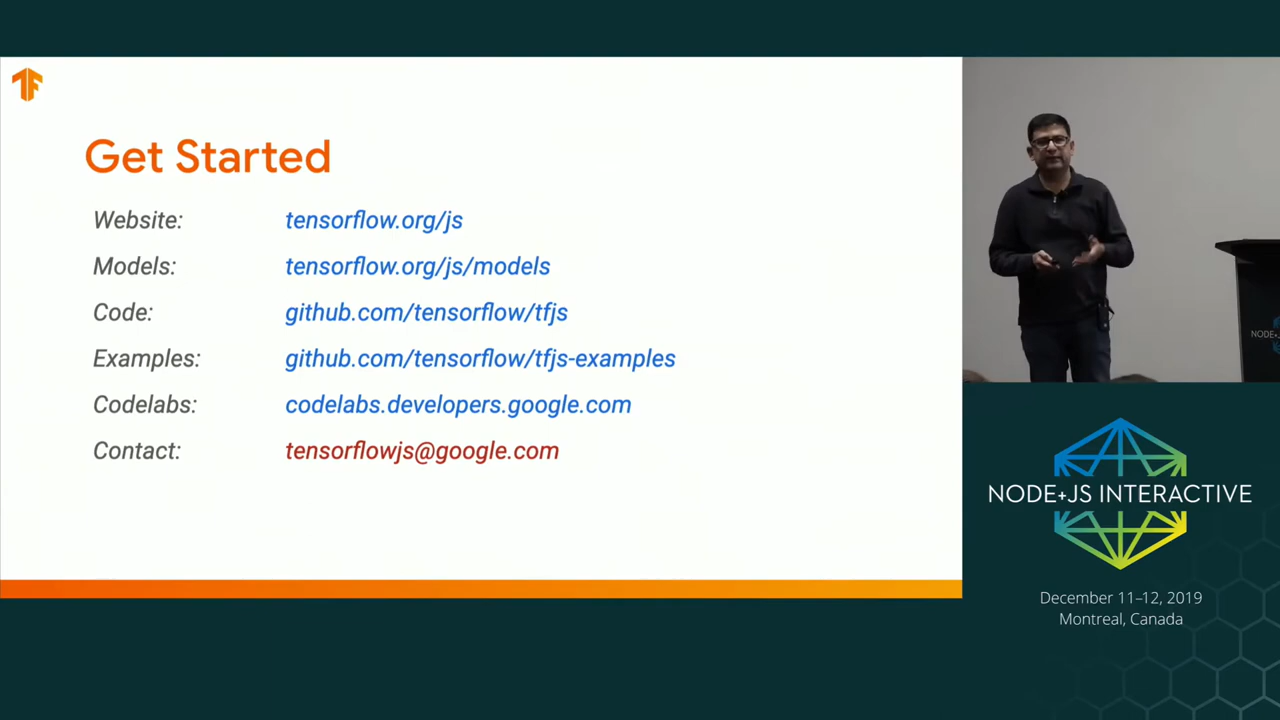 Get Started
Website: tensorflow.org/js
Models: tensorflow.org/js/models
Code: github.com/tensorflow/tfjs
Examples: github.com/tensorflow/tfjs-examples
Codelabs: codelabs.developers.google.com
Contact: tensorflowjs@google.com
NODE+JS INTERACTIVE
December 11–12, 2019
Montreal, Canada